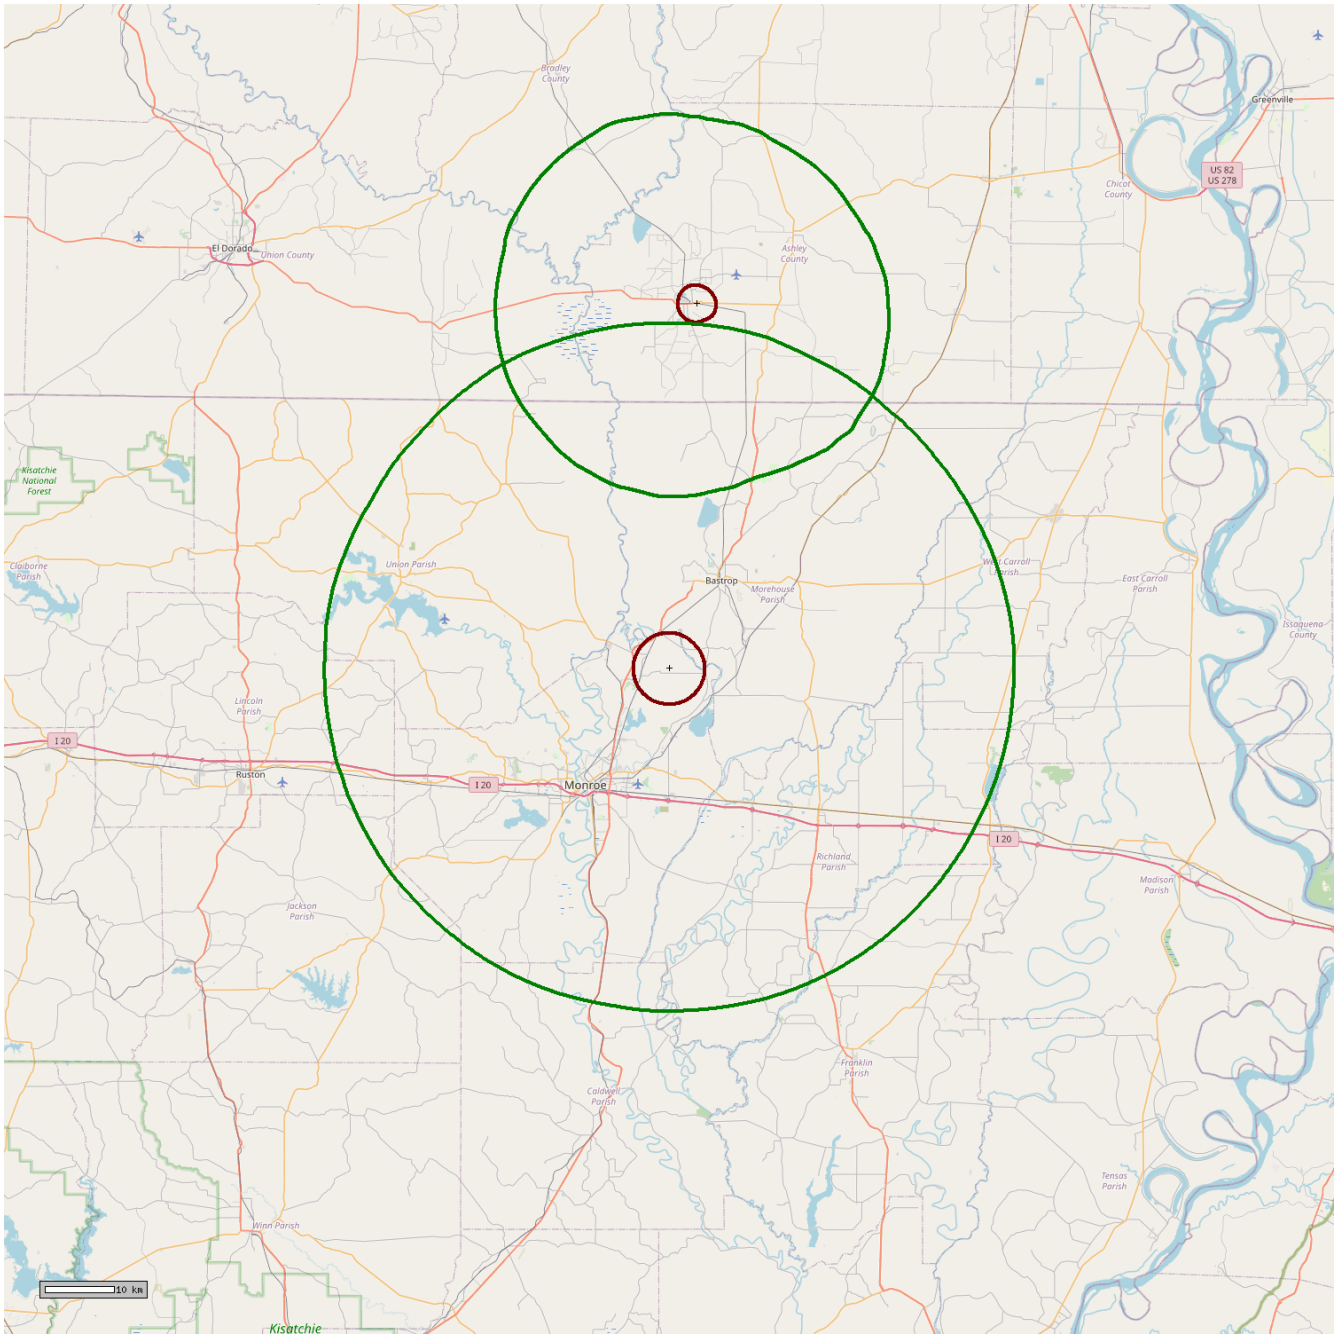 Bradley
County
Greenville
US 82
US 278
Chicot
County
El Dorado
Union County
Ashley
County
Kisatchie
National
Forest
Claiborne
Parish
Union Parish
West Carroll
Parish
East Carroll
Parish
Bastrop
Morehouse
Parish
Issaquena
County
Lincoln
Parish
I 20
Ruston
I 20
Monroe
I 20
Richland
Parish
Madison
Parish
Jackson
Parish
Franklin
Parish
Caldwell
Parish
Tensas
Parish
Winn Parish
10 km
Kisatchie